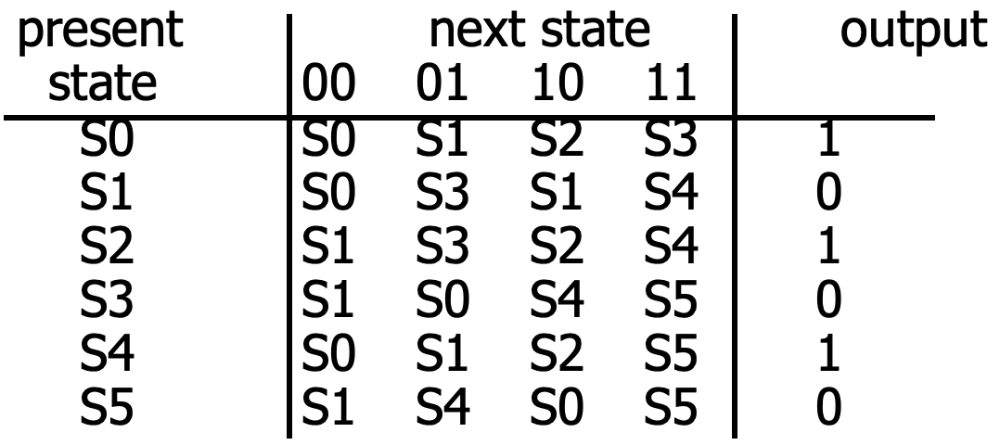 present next state output
state 00 01 10 11
S0 S0 S1 S2 S3 1
S1 S0 S3 S1 S4 0
S2 S1 S3 S2 S4 1
S3 S1 S0 S4 S5 0
S4 S0 S1 S2 S5 1
S5 S1 S4 S0 S5 0